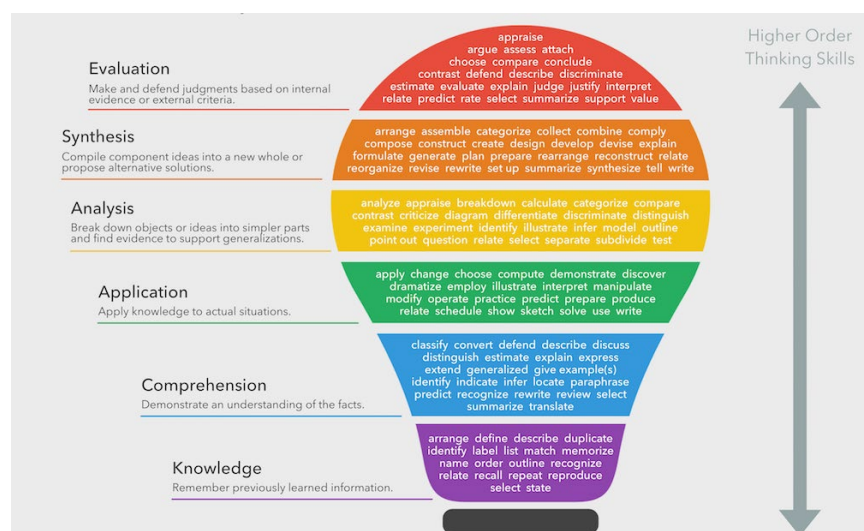 Higher Order
Thinking Skills
Evaluation
Make and defend judgments based on internal
evidence or external criteria.
appraise
argue assess attach
choose compare conclude
contrast defend describe discriminate
estimate evaluate explain judge justify interpret
relate predict rate select summarize support value
Synthesis
Compile component ideas into a new whole or
propose alternative solutions.
arrange assemble categorize collect combine comply
compose construct create design develop devise explain
formulate generate plan prepare rearrange reconstruct relate
reorganize revise rewrite set up summarize synthesize tell write
Analysis
Break down objects or ideas into simpler parts
and find evidence to support generalizations.
analyze appraise breakdown calculate categorize compare
contrast criticize diagram differentiate discriminate distinguish
examine experiment identify illustrate infer model outline
point out question relate select separate subdivide test
Application
Apply knowledge to actual situations.
apply change choose compute demonstrate discover
dramatize employ illustrate interpret manipulate
modify operate practice predict prepare produce
relate schedule show sketch solve use write
Comprehension
Demonstrate an understanding of the facts.
classify convert defend describe discuss
distinguish estimate explain express
extend generalized give example(s)
identify indicate infer locate paraphrase
predict recognize rewrite review select
summarize translate
Knowledge
Remember previously learned information.
arrange define describe duplicate
identify label list match memorize
name order outline recognize
relate recall repeat reproduce
select state